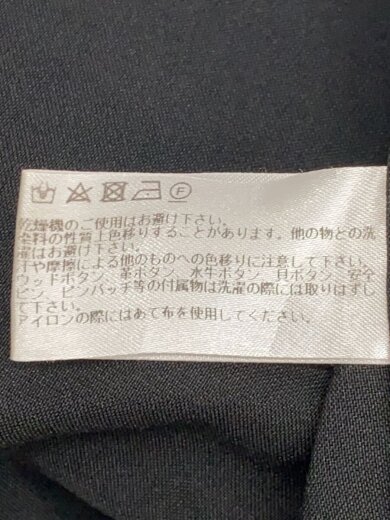 乾燥機のご使用はお避け下さい。
染料の性質上色移りすることがあります。他の物との洗
濯はお避け下さい。
汗や摩擦による他のものへの色移りに注意して下さい。
ウッドボタン、革ボタン、水牛ボタン、貝ボタン、安全
ピン、ピンバッチ等の付属物は洗濯の際には取りはずし
て下さい。
アイロンの際にはあて布を使用してください。